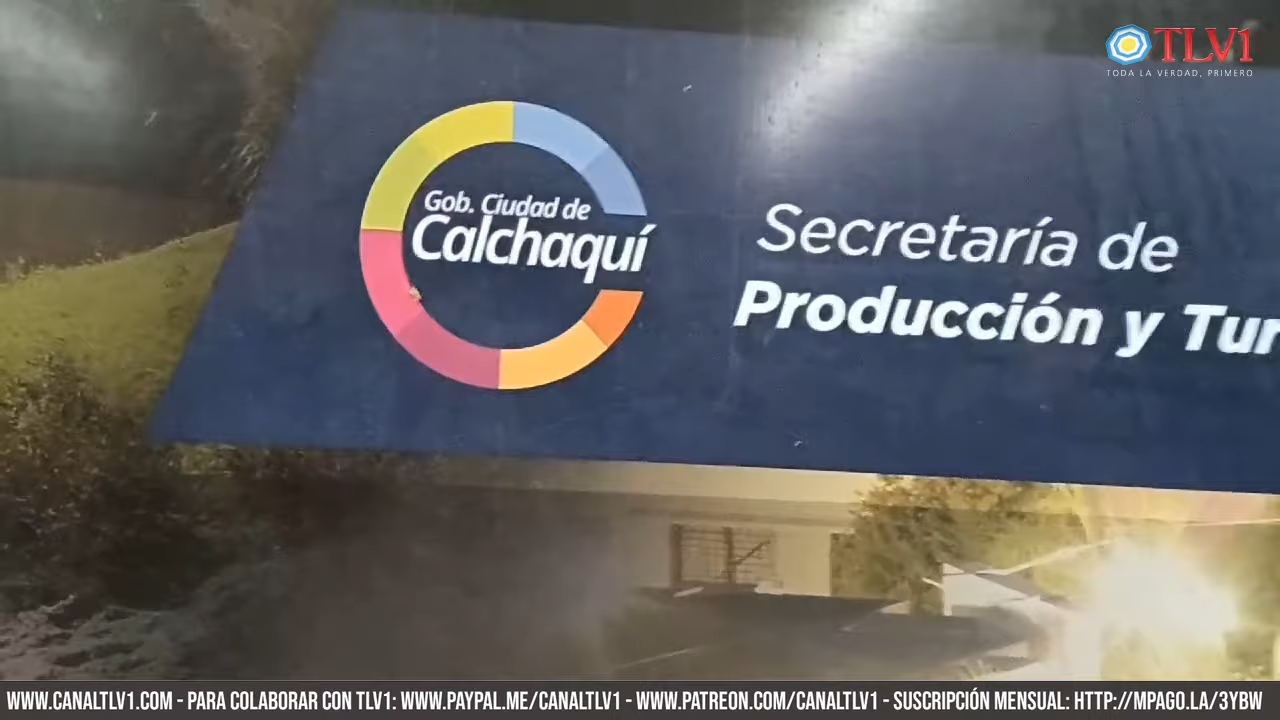 TLV1
TODA LA VERDAD, PRIMERO
Gob. Ciudad de
Calchaquí
Secretaría de
Producción y Tur
WWW.CANALTLV1.COM - PARA COLABORAR CON TLV1: WWW.PAYPAL.ME/CANALTLV1 - WWW.PATREON.COM/CANALTLV1 - SUSCRIPCIÓN MENSUAL: HTTP://MPAGO.LA/3YBW